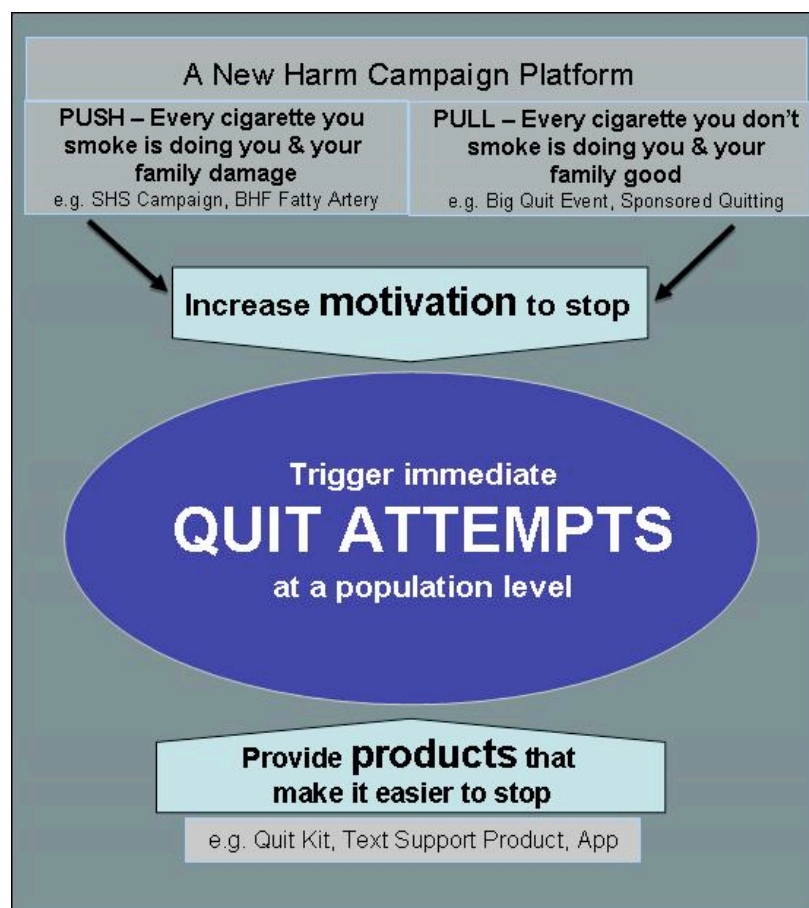 A New Harm Campaign Platform
PUSH – Every cigarette you
smoke is doing you & your
family damage
e.g. SHS Campaign, BHF Fatty Artery
PULL – Every cigarette you don't
smoke is doing you & your
family good
e.g. Big Quit Event, Sponsored Quitting
Increase motivation to stop
Trigger immediate
QUIT ATTEMPTS
at a population level
Provide products that
make it easier to stop
e.g. Quit Kit, Text Support Product, App